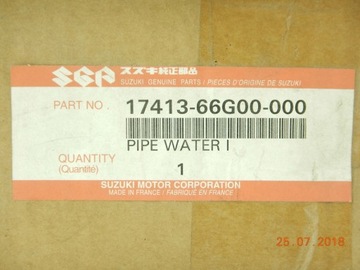 SGP スズキ純正部品
SUZUKI GENUINE PARTS / PIECES D'ORIGINE DE SUZUKI
PART NO. 17413-66G00-000
PIPE WATER I
QUANTITY 1
(Quantité)
SUZUKI MOTOR CORPORATION
MADE IN FRANCE / FABRIQUÉ EN FRANCE
25.07.2018